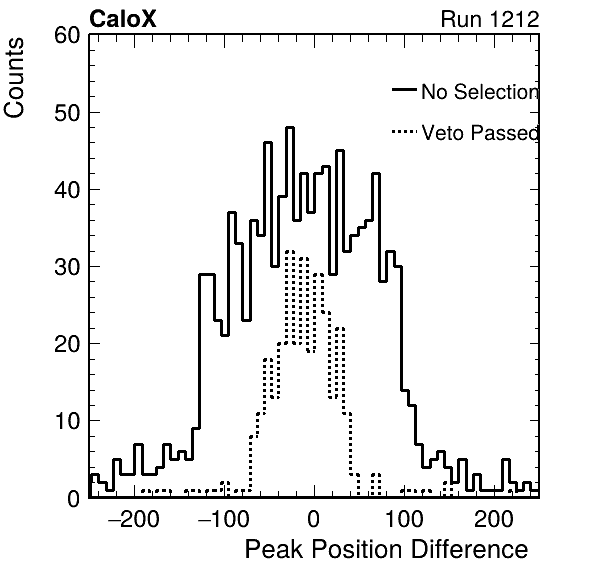 CaloX Run 1212
Counts
60
50
40
30
20
10
0
−200 −100 0 100 200
Peak Position Difference
No Selection
Veto Passed